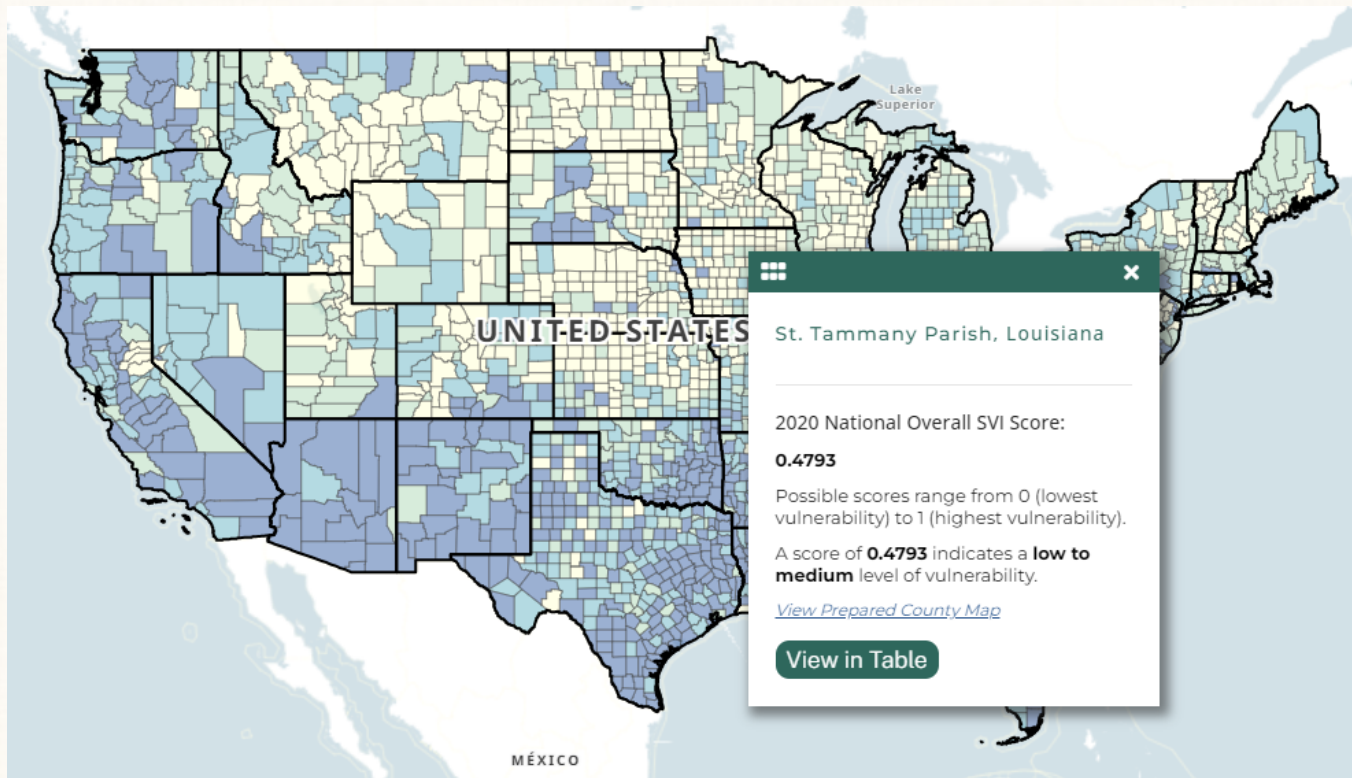 Lake
Superior
UNITED STATES
St. Tammany Parish, Louisiana
2020 National Overall SVI Score:
0.4793
Possible scores range from 0 (lowest
vulnerability) to 1 (highest vulnerability).
A score of 0.4793 indicates a low to
medium level of vulnerability.
View Prepared County Map
View in Table
MÉXICO